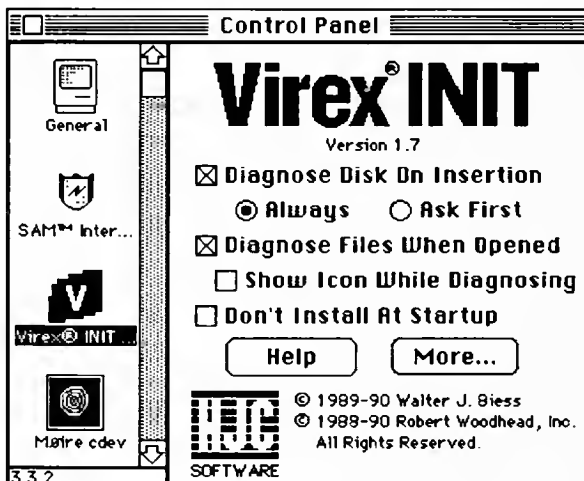 Control Panel
General
SAM™ Inter...
Virex® INIT ...
Moire cdev
3.3.2
Virex® INIT
Version 1.7
Diagnose Disk On Insertion
Always Ask First
Diagnose Files When Opened
Show Icon While Diagnosing
Don't Install At Startup
Help More...
HJC
SOFTWARE
© 1989-90 Walter J. Biess
© 1988-90 Robert Woodhead, Inc.
All Rights Reserved.